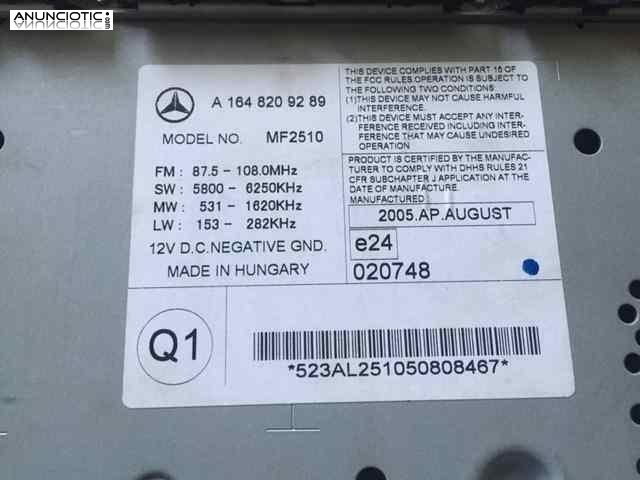 ANUNCIOTIC.es
A 164 820 92 89
MODEL NO. MF2510
FM : 87.5 - 108.0MHz
SW : 5800 - 6250KHz
MW : 531 - 1620KHz
LW : 153 - 282KHz
12V D.C.NEGATIVE GND.
MADE IN HUNGARY
THIS DEVICE COMPLIES WITH PART 15 OF
THE FCC RULES.OPERATION IS SUBJECT TO
THE FOLLOWING TWO CONDITIONS:
(1)THIS DEVICE MAY NOT CAUSE HARMFUL
INTERFERENCE.
(2)THIS DEVICE MUST ACCEPT ANY INTER-
FERENCE RECEIVED INCLUDING INTER-
FERENCE THAT MAY CAUSE UNDESIRED
OPERATION
PRODUCT IS CERTIFIED BY THE MANUFAC-
TURER TO COMPLY WITH DHHS RULES 21
CFR SUBCHAPTER J APPLICATION AT THE
DATE OF MANUFACTURE.
MANUFACTURED
2005.AP.AUGUST
e24
020748
Q1
*523AL251050808467*